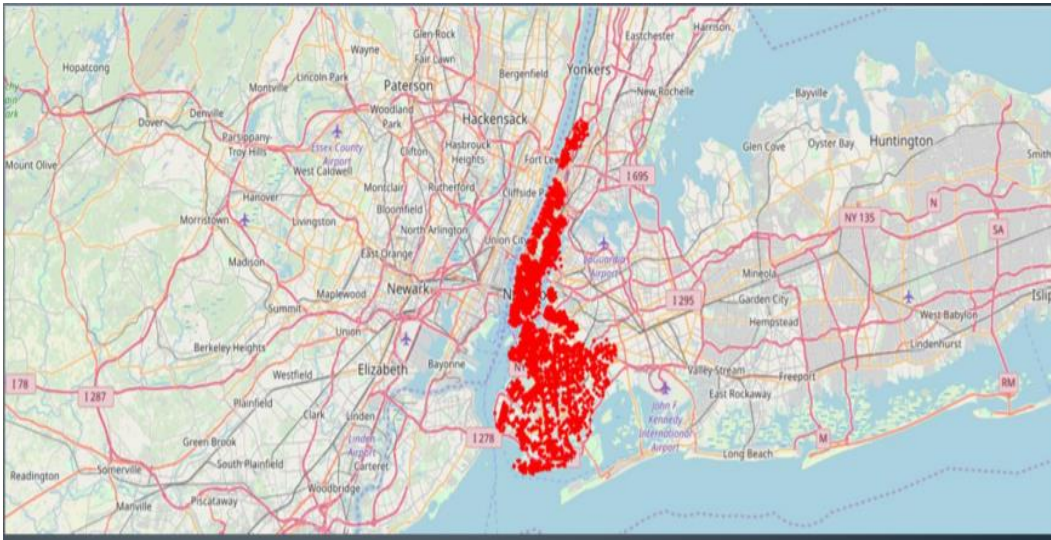 Glen Rock
Harrison
Eastchester
Wayne
Fair Lawn
Hopatcong
Lincoln Park
Bergenfield
Yonkers
Montville
Paterson
New Rochelle
Bayville
Denville
Woodland
Park
Hackensack
Dover
Parsippany-
Troy Hills
Essex County
Airport
Clifton
Hasbrouck
Heights
Fort Lee
Glen Cove
Oyster Bay
Huntington
Mount Olive
West Caldwell
Smith
I 695
Hanover
Montclair
Rutherford
Cliffside P
Bloomfield
N
Morristown
Livingston
North Arlington
NY 135
SA
Union City
East Orange
LaGuardia
Airport
Madison
Mineola
Newark
Maplewood
N
I 295
Garden City
Islip
Summit
Hempstead
West Babylon
Union
Berkeley Heights
Lindenhurst
Elizabeth
Bayonne
NY
Valley Stream
Freeport
I 78
Westfield
East Rockaway
RM
I 287
Plainfield
Clark
Linden
John F
Kennedy
International
Airport
Green Brook
Linden
Airport
I 278
M
Long Beach
Readington
Somerville
South Plainfield
Carteret
Woodbridge
Manville
Piscataway